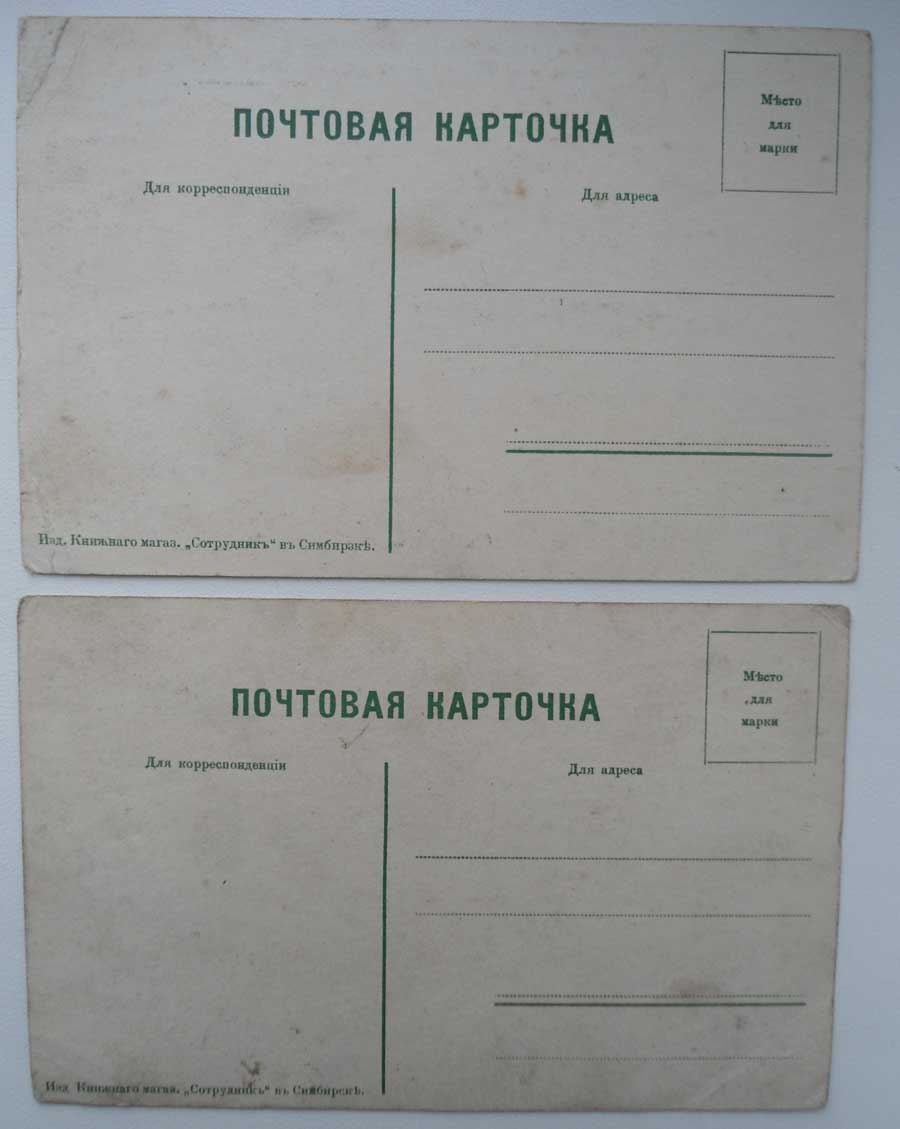 ПОЧТОВАЯ КАРТОЧКА
Мѣсто
для
марки
Для корреспонденціи
Для адреса
Изд. Книжнаго магаз. „Сотрудникъ“ въ Симбирзкѣ.
ПОЧТОВАЯ КАРТОЧКА
Мѣсто
для
марки
Для корреспонденціи
Для адреса
Изд. Книжнаго магаз. „Сотрудникъ“ въ Симбирскѣ.